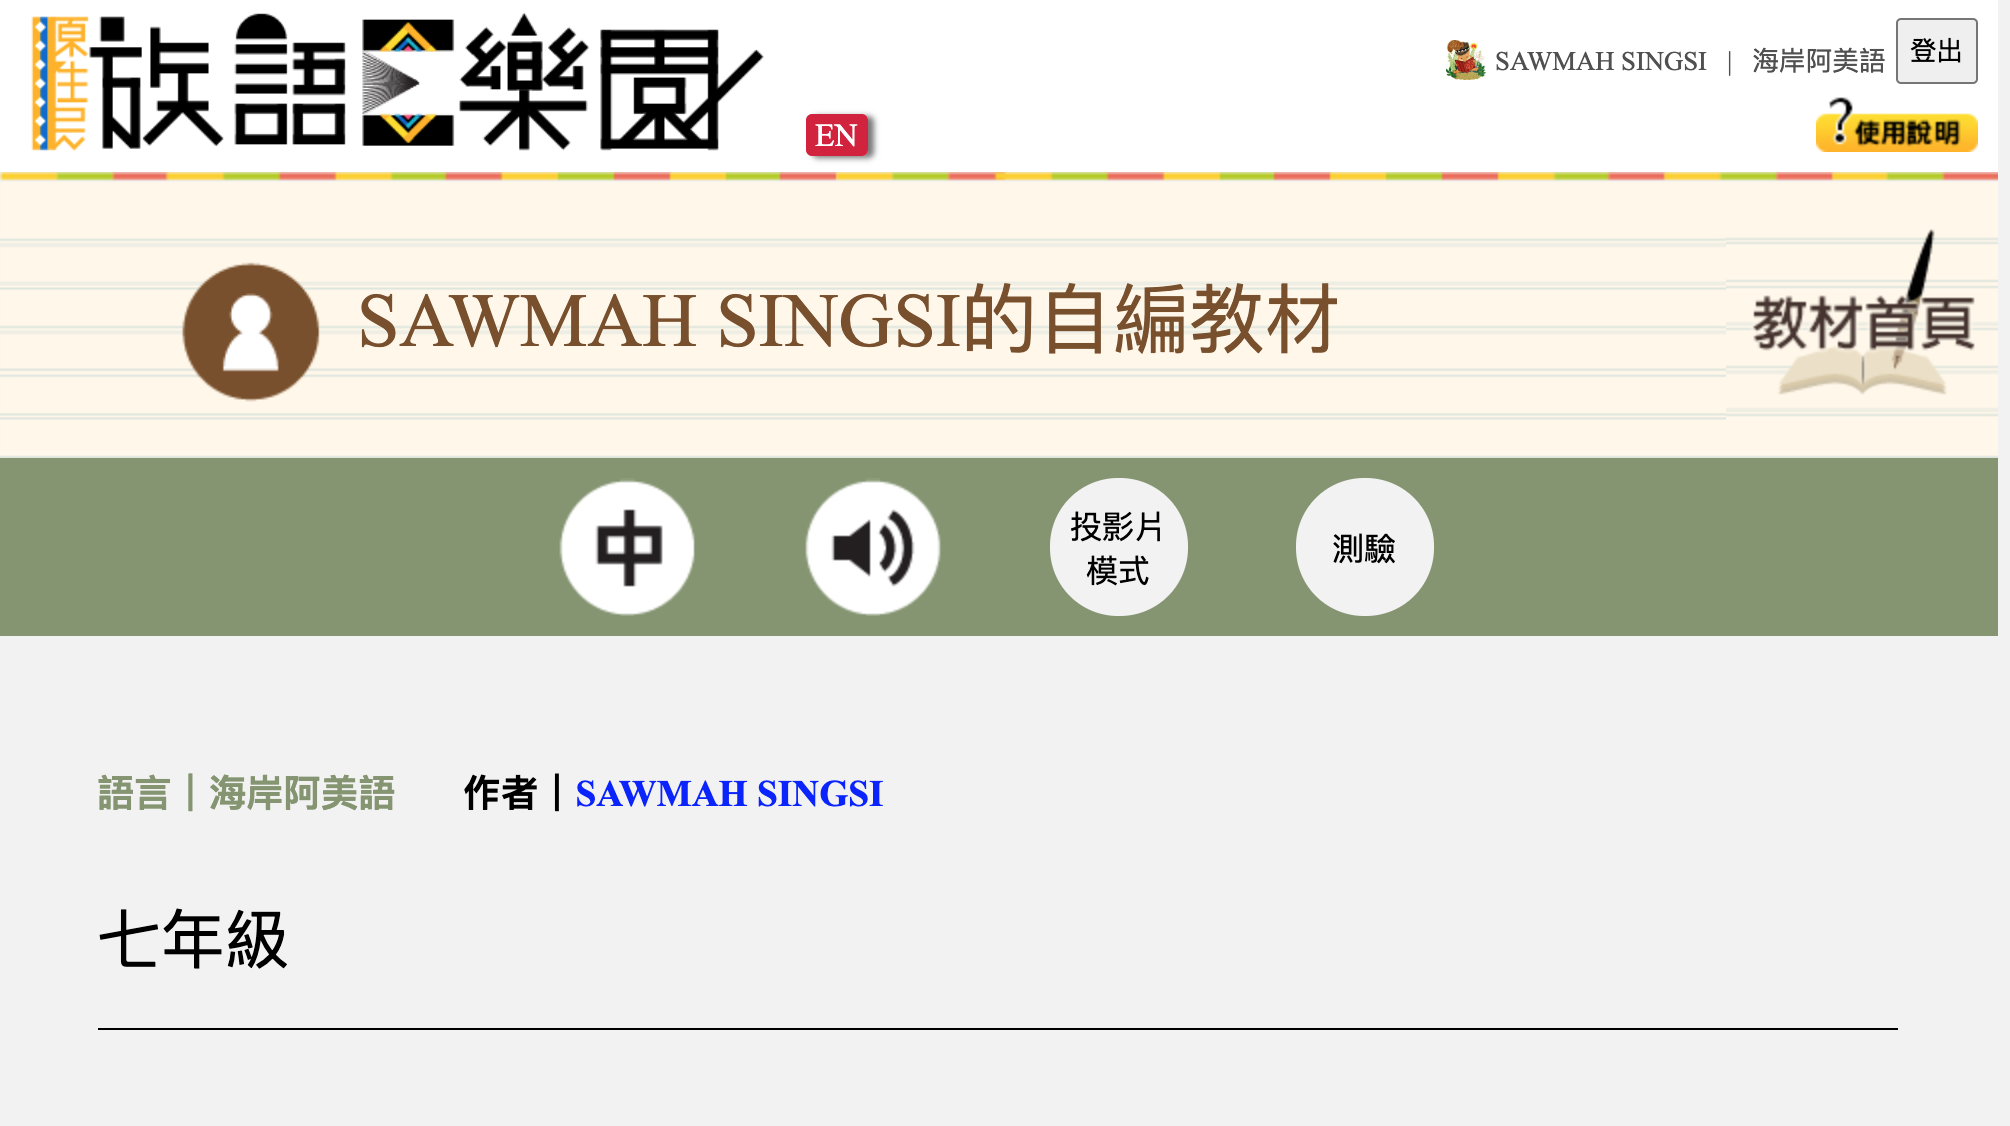 原住民
族語E樂園
EN
SAWMAH SINGSI | 海岸阿美語
登出
?使用說明
SAWMAH SINGSI的自編教材
教材首頁
中
投影片
模式
測驗
語言｜海岸阿美語 作者｜SAWMAH SINGSI
七年級